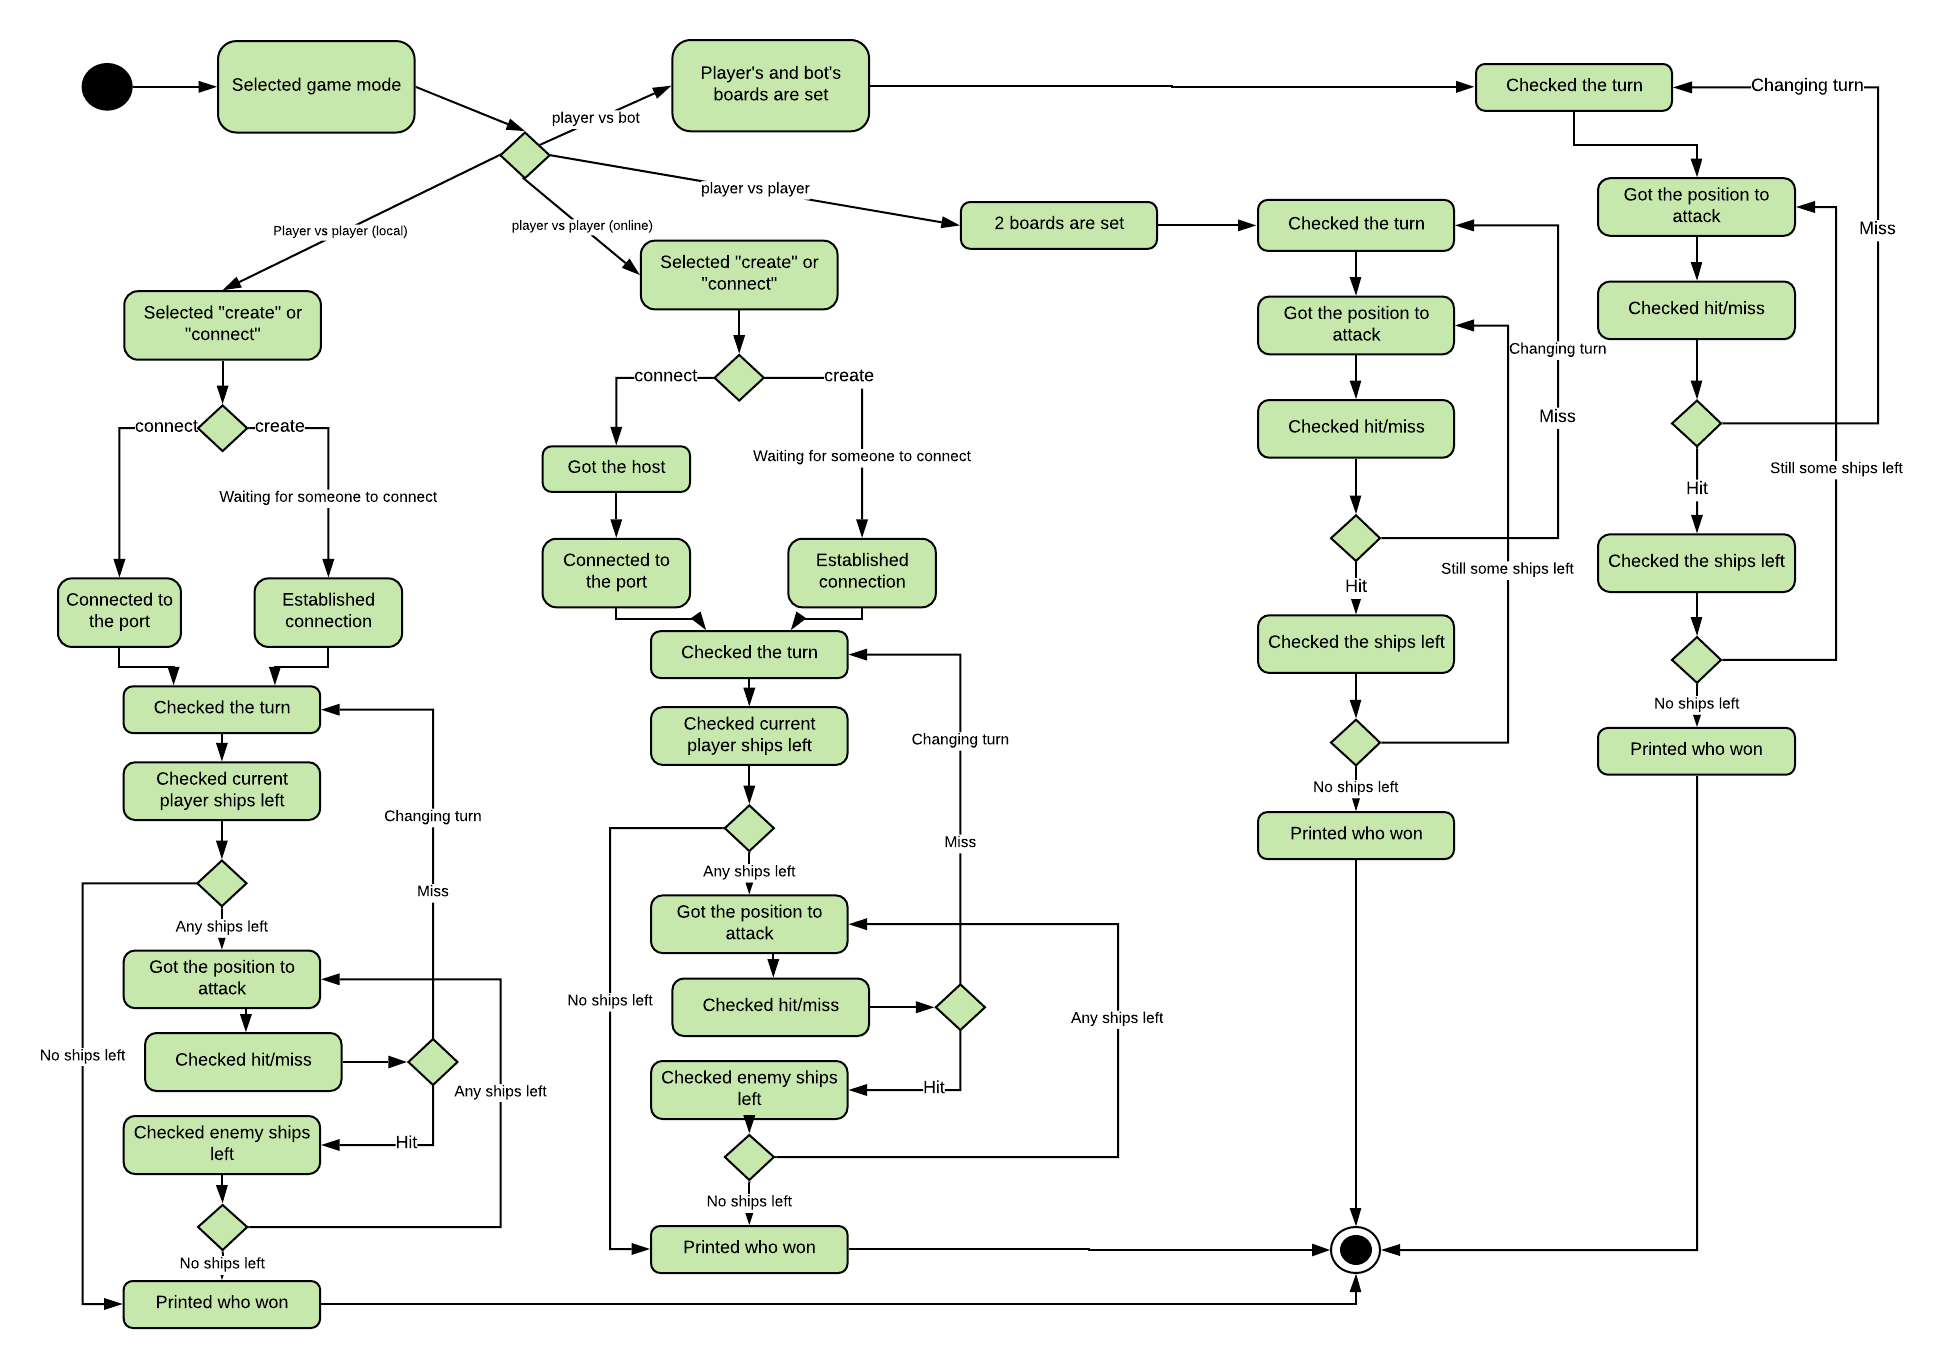 Selected game mode
Player's and bot's
boards are set
player vs bot
player vs player
Player vs player (local)
player vs player (online)
Checked the turn
Changing turn
Got the position to
attack
Miss
Checked hit/miss
Still some ships left
Hit
Checked the ships left
No ships left
Printed who won
2 boards are set
Checked the turn
Got the position to
attack
Changing turn
Checked hit/miss
Miss
Still some ships left
Hit
Checked the ships left
No ships left
Printed who won
Selected "create" or
"connect"
connect
create
Got the host
Waiting for someone to connect
Connected to
the port
Established
connection
Checked the turn
Checked current
player ships left
Changing turn
Miss
Any ships left
Got the position to
attack
No ships left
Checked hit/miss
Any ships left
Checked enemy ships
left
Hit
No ships left
Printed who won
Selected "create" or
"connect"
connect
create
Waiting for someone to connect
Connected to
the port
Established
connection
Checked the turn
Checked current
player ships left
Changing turn
Miss
Any ships left
Got the position to
attack
No ships left
Checked hit/miss
Any ships left
Checked enemy ships
left
Hit
No ships left
Printed who won